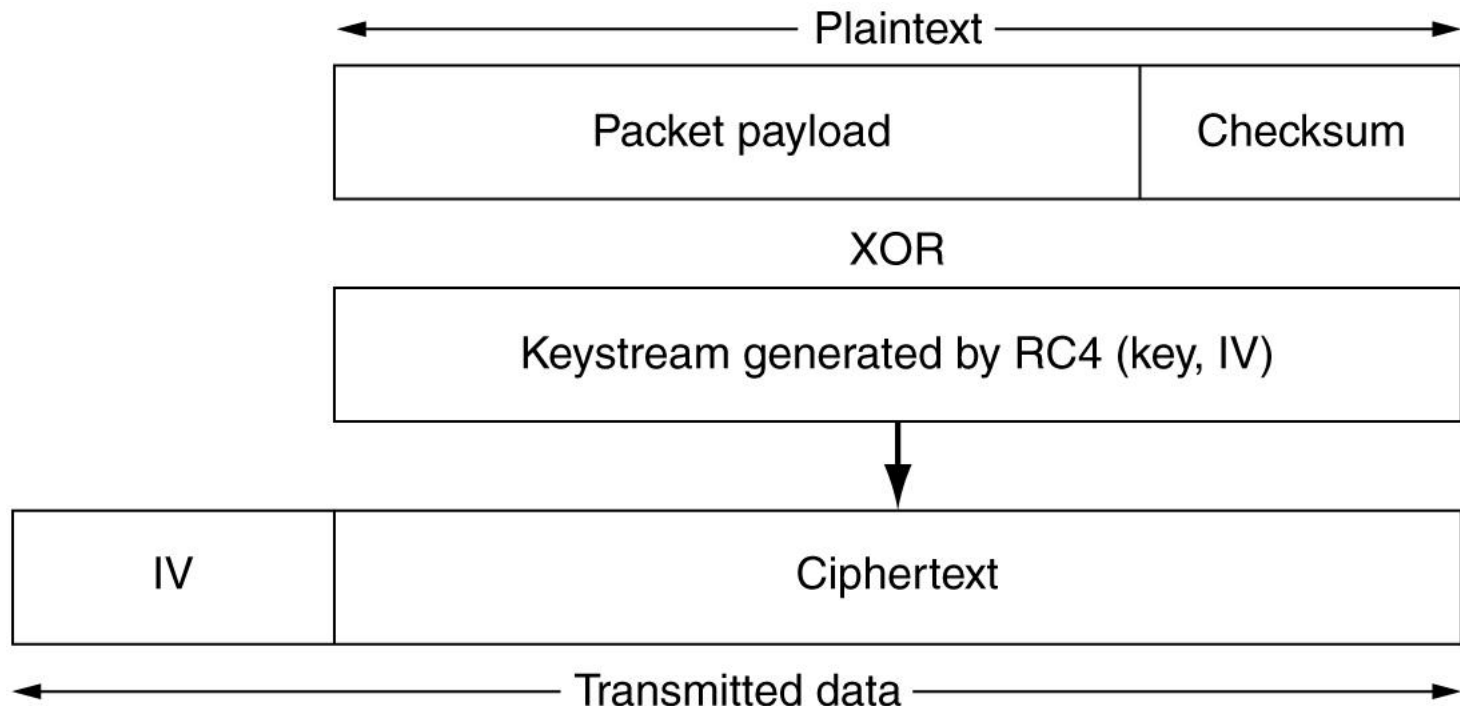 Plaintext
Packet payload
Checksum
XOR
Keystream generated by RC4 (key, IV)
IV
Ciphertext
Transmitted data